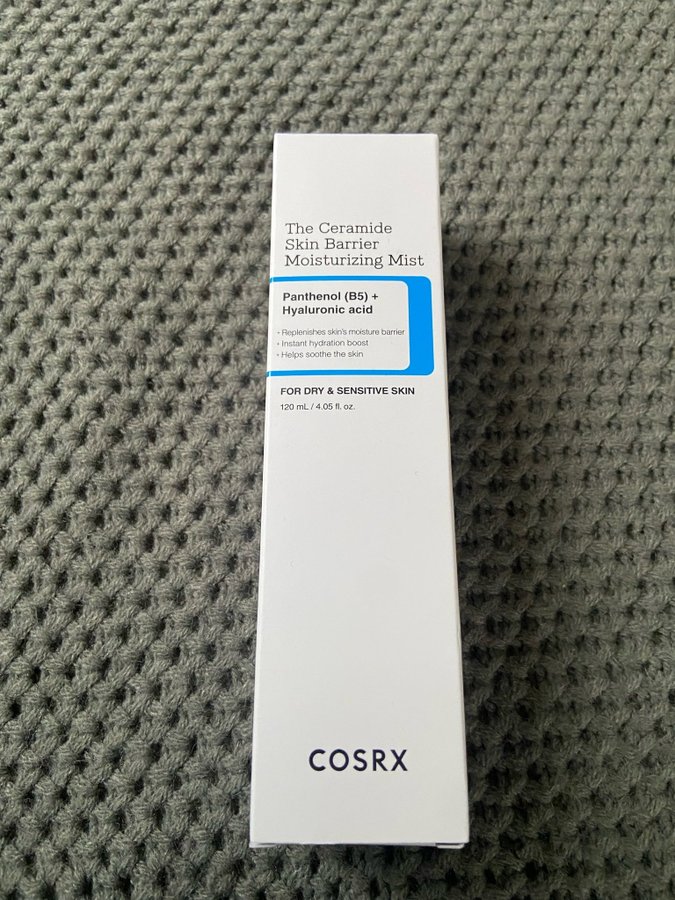 The Ceramide
Skin Barrier
Moisturizing Mist
Panthenol (B5) +
Hyaluronic acid
• Replenishes skin's moisture barrier
• Instant hydration boost
• Helps soothe the skin
FOR DRY & SENSITIVE SKIN
120 mL / 4.05 fl. oz.
COSRX